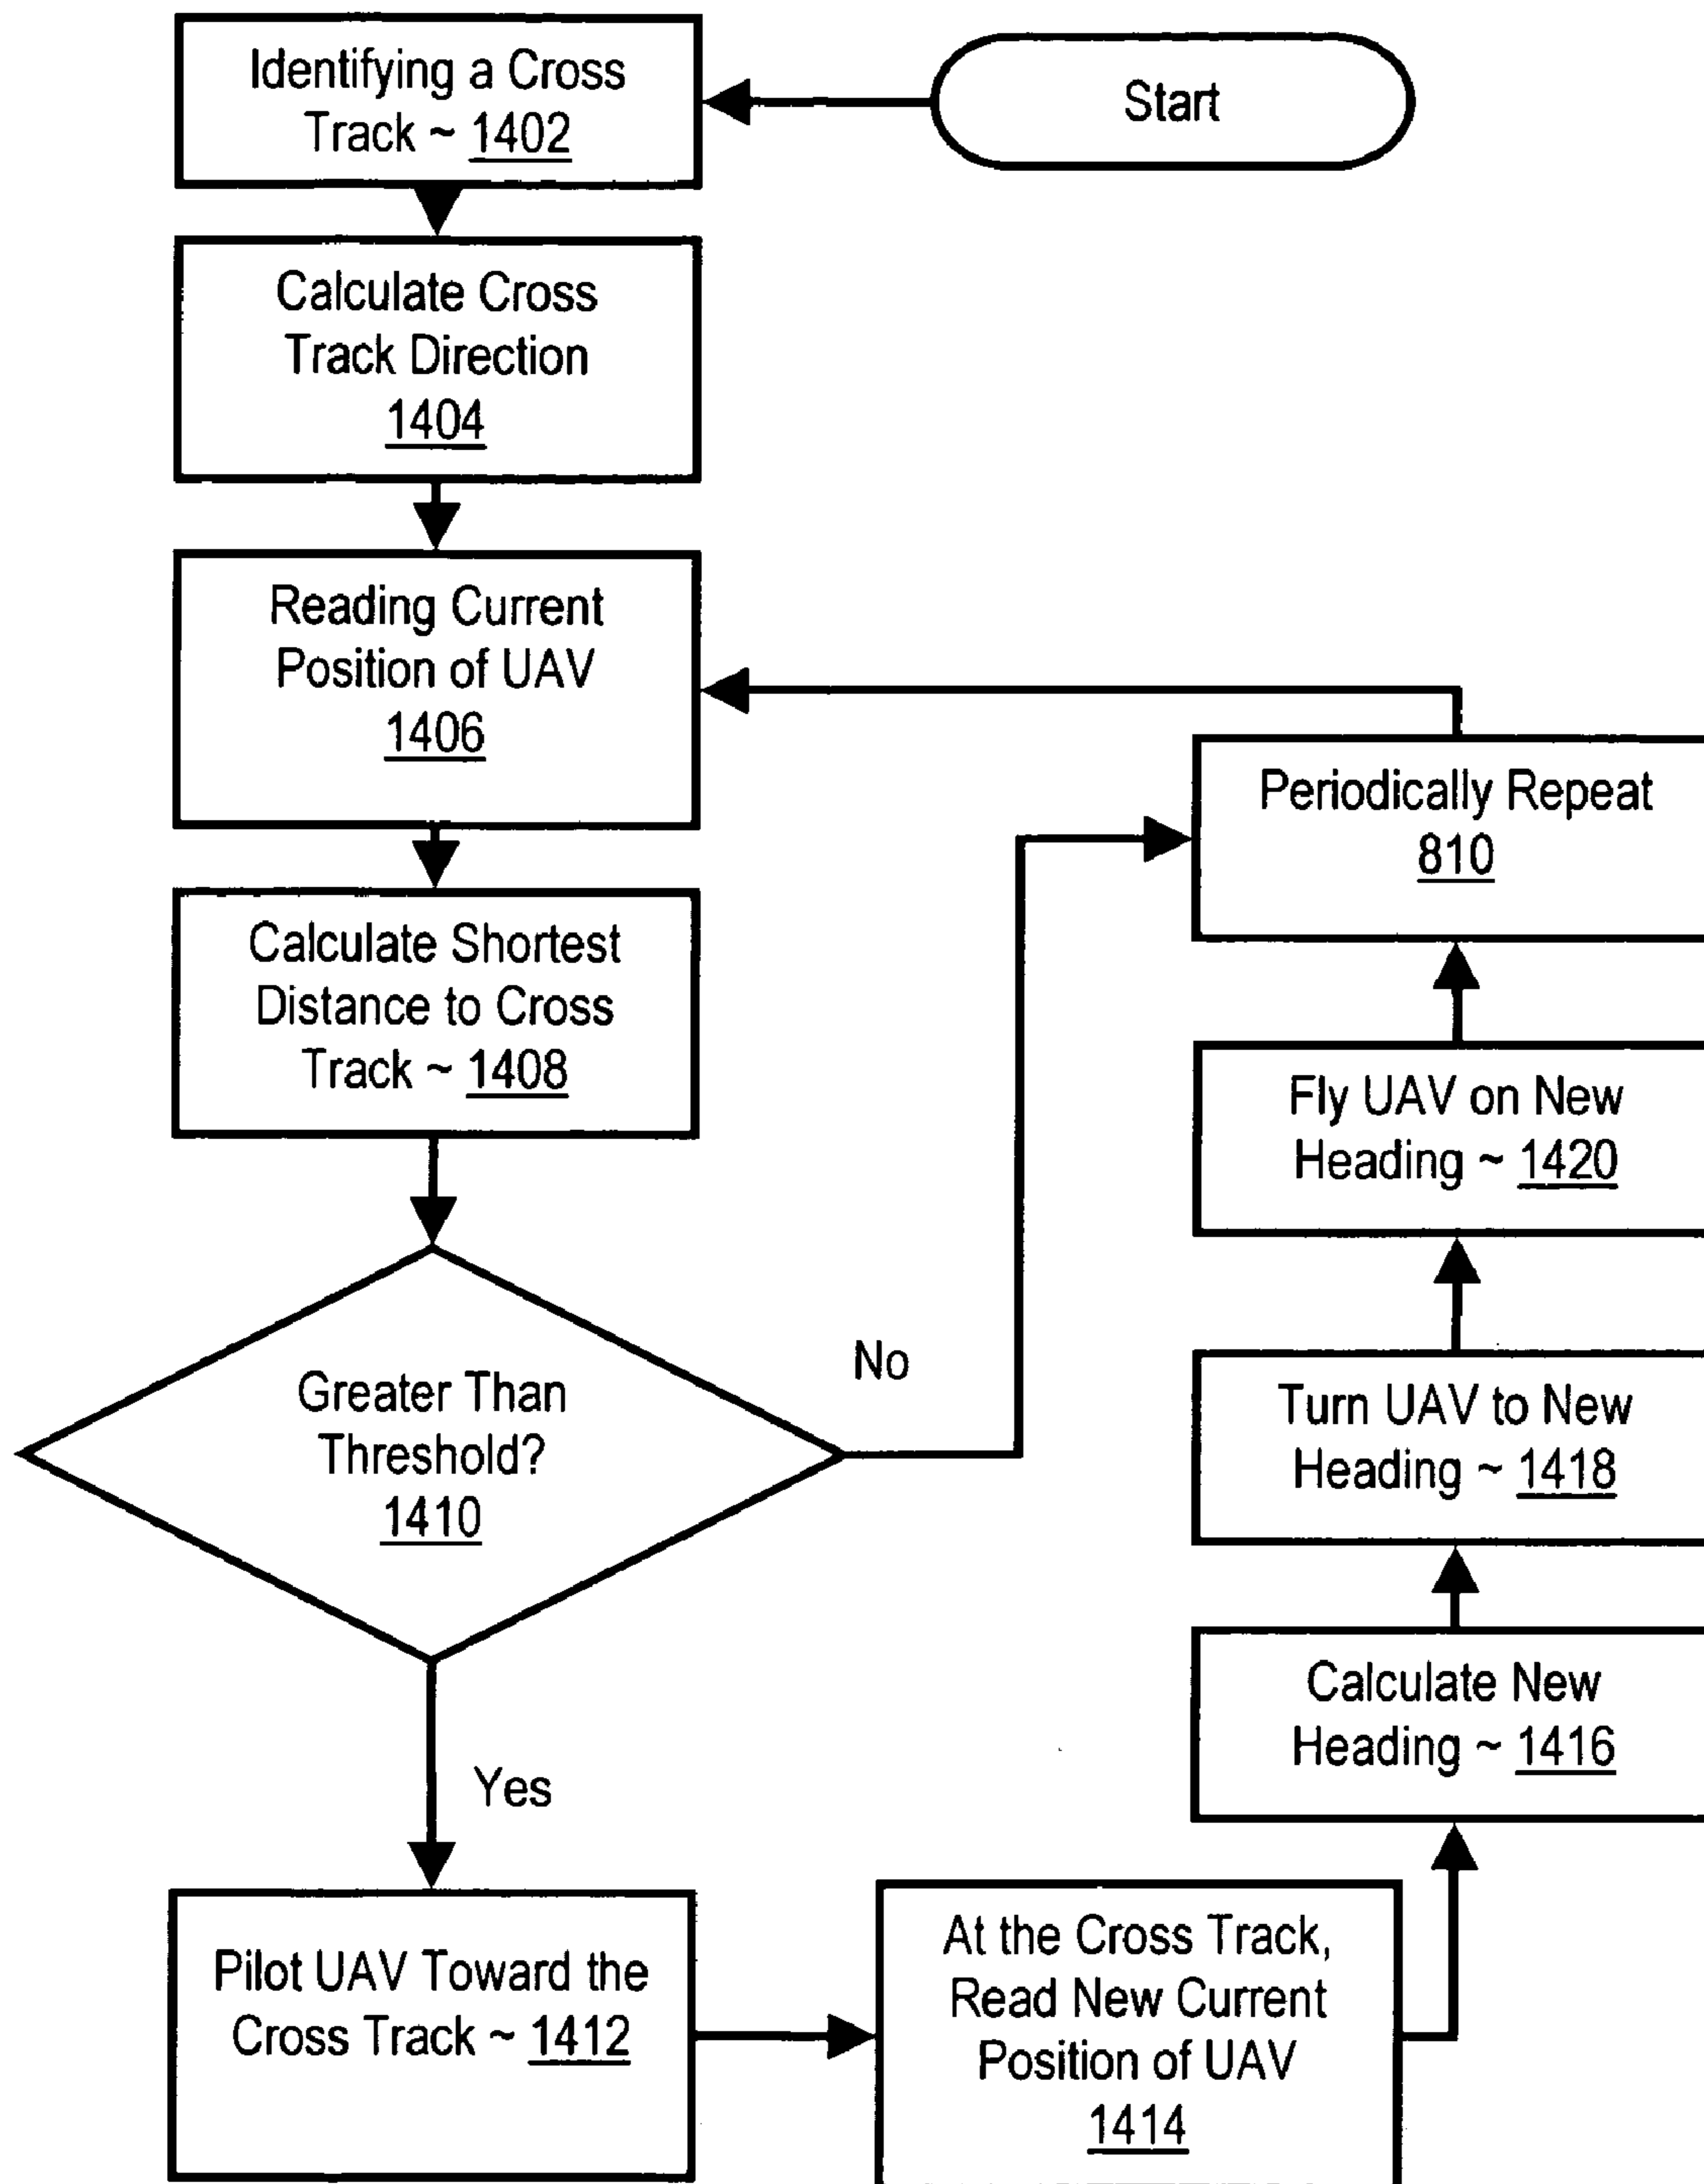 Start
Identifying a Cross
Track ~ 1402
Calculate Cross
Track Direction
1404
Reading Current
Position of UAV
1406
Calculate Shortest
Distance to Cross
Track ~ 1408
Greater Than
Threshold?
1410
No
Yes
Pilot UAV Toward the
Cross Track ~ 1412
At the Cross Track,
Read New Current
Position of UAV
1414
Calculate New
Heading ~ 1416
Turn UAV to New
Heading ~ 1418
Fly UAV on New
Heading ~ 1420
Periodically Repeat
810